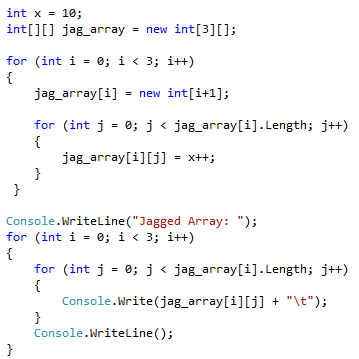 int x = 10;
int[][] jag_array = new int[3][];
for (int i = 0; i < 3; i++)
{
jag_array[i] = new int[i+1];
for (int j = 0; j < jag_array[i].Length; j++)
{
jag_array[i][j] = x++;
}
}
Console.WriteLine("Jagged Array: ");
for (int i = 0; i < 3; i++)
{
for (int j = 0; j < jag_array[i].Length; j++)
{
Console.Write(jag_array[i][j] + "\t");
}
Console.WriteLine();
}